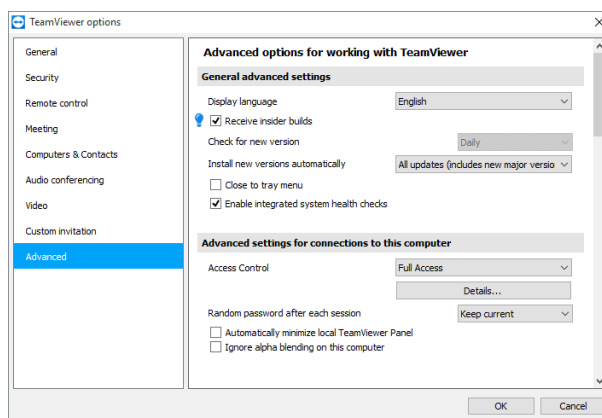 TeamViewer options
General
Security
Remote control
Meeting
Computers & Contacts
Audio conferencing
Video
Custom invitation
Advanced
Advanced options for working with TeamViewer
General advanced settings
Display language English
Receive insider builds
Check for new version Daily
Install new versions automatically All updates (includes new major versio
Close to tray menu
Enable integrated system health checks
Advanced settings for connections to this computer
Access Control Full Access
Details...
Random password after each session Keep current
Automatically minimize local TeamViewer Panel
Ignore alpha blending on this computer
OK Cancel